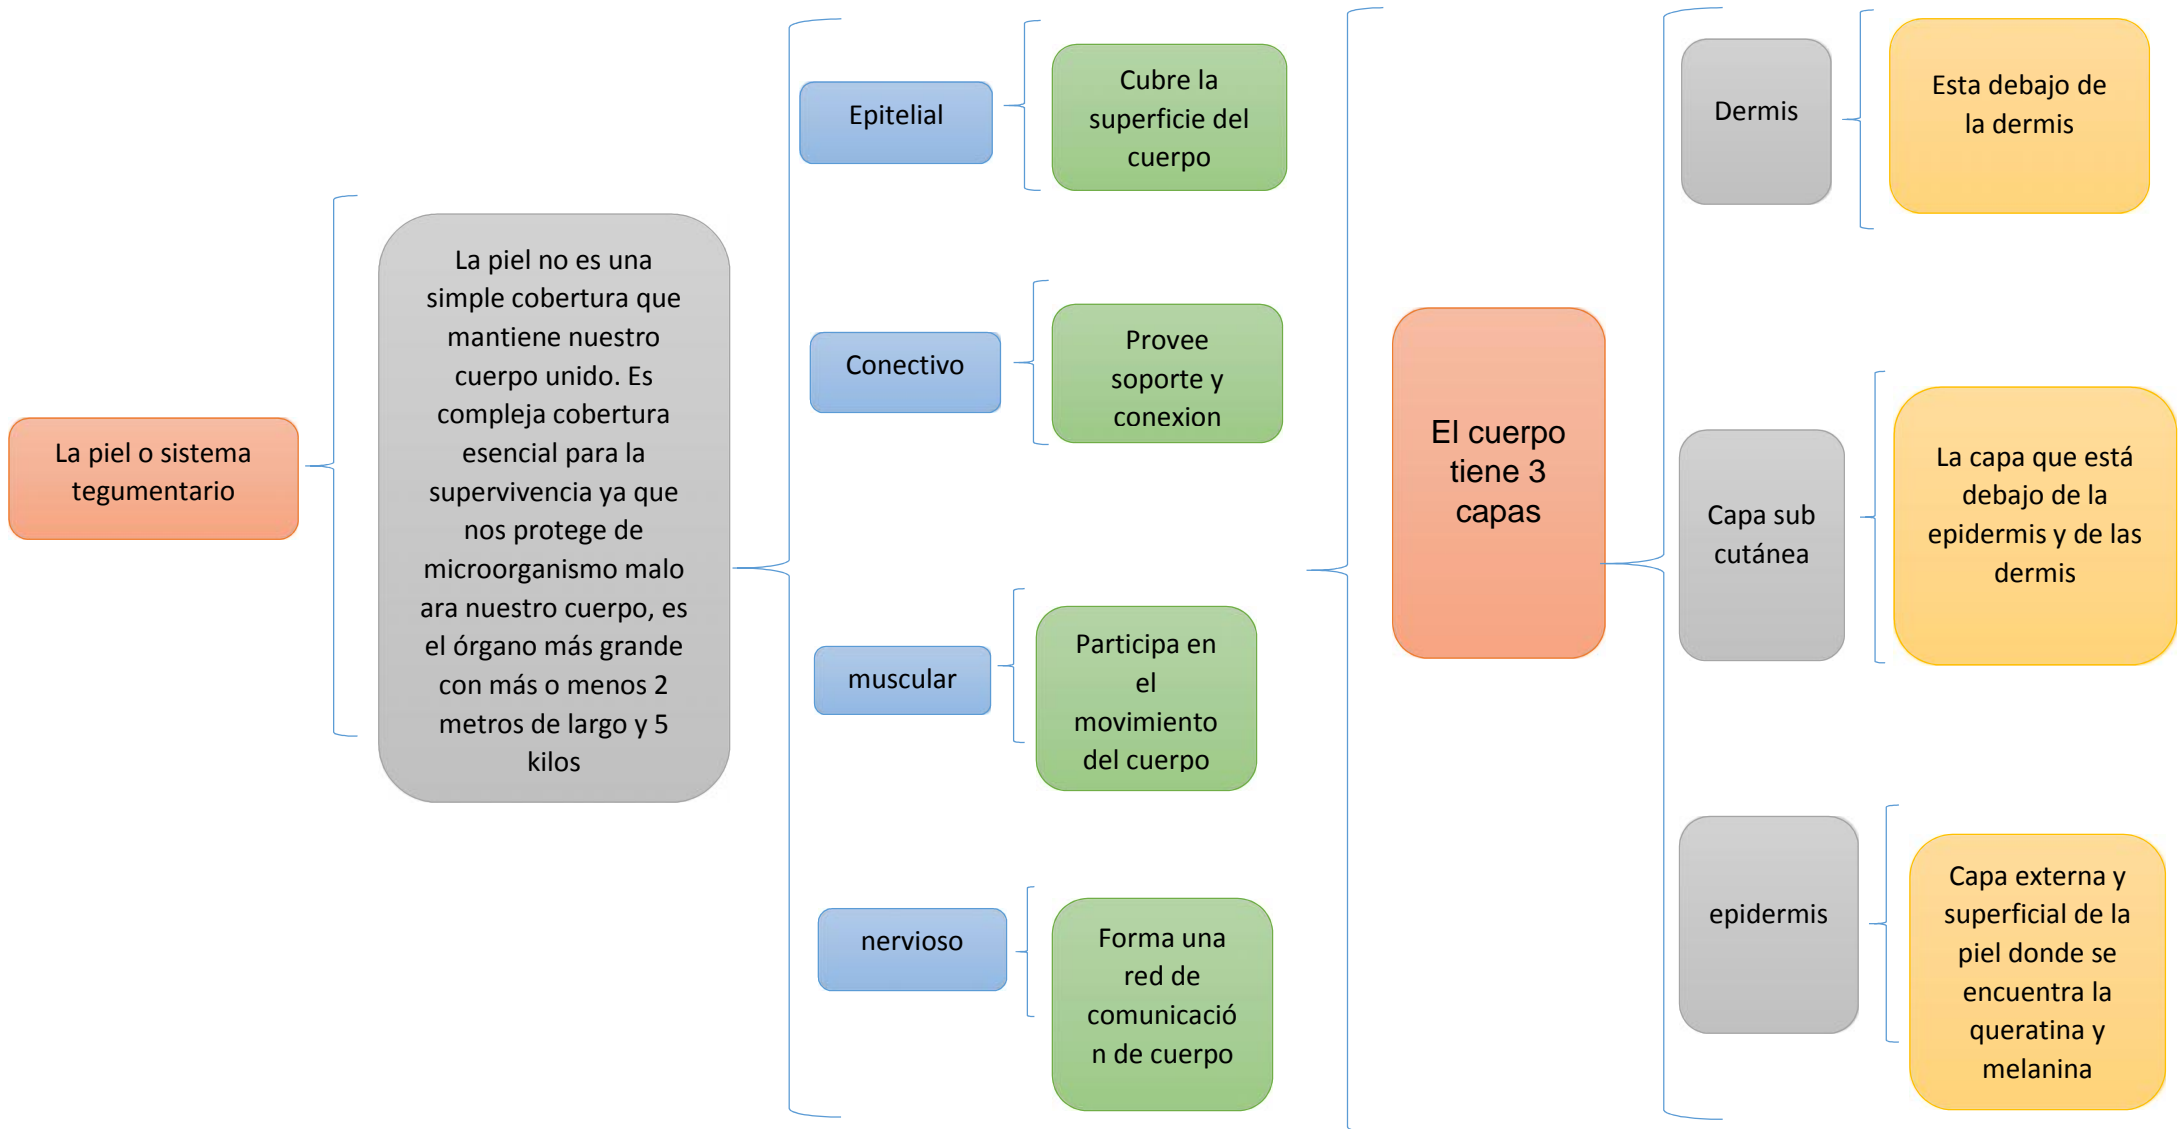 La piel o sistema
tegumentario
La piel no es una
simple cobertura que
mantiene nuestro
cuerpo unido. Es
compleja cobertura
esencial para la
supervivencia ya que
nos protege de
microorganismo malo
ara nuestro cuerpo, es
el órgano más grande
con más o menos 2
metros de largo y 5
kilos
Epitelial
Cubre la
superficie del
cuerpo
Conectivo
Provee
soporte y
conexion
muscular
Participa en
el
movimiento
del cuerpo
nervioso
Forma una
red de
comunicació
n de cuerpo
El cuerpo
tiene 3
capas
Dermis
Esta debajo de
la dermis
Capa sub
cutánea
La capa que está
debajo de la
epidermis y de las
dermis
epidermis
Capa externa y
superficial de la
piel donde se
encuentra la
queratina y
melanina